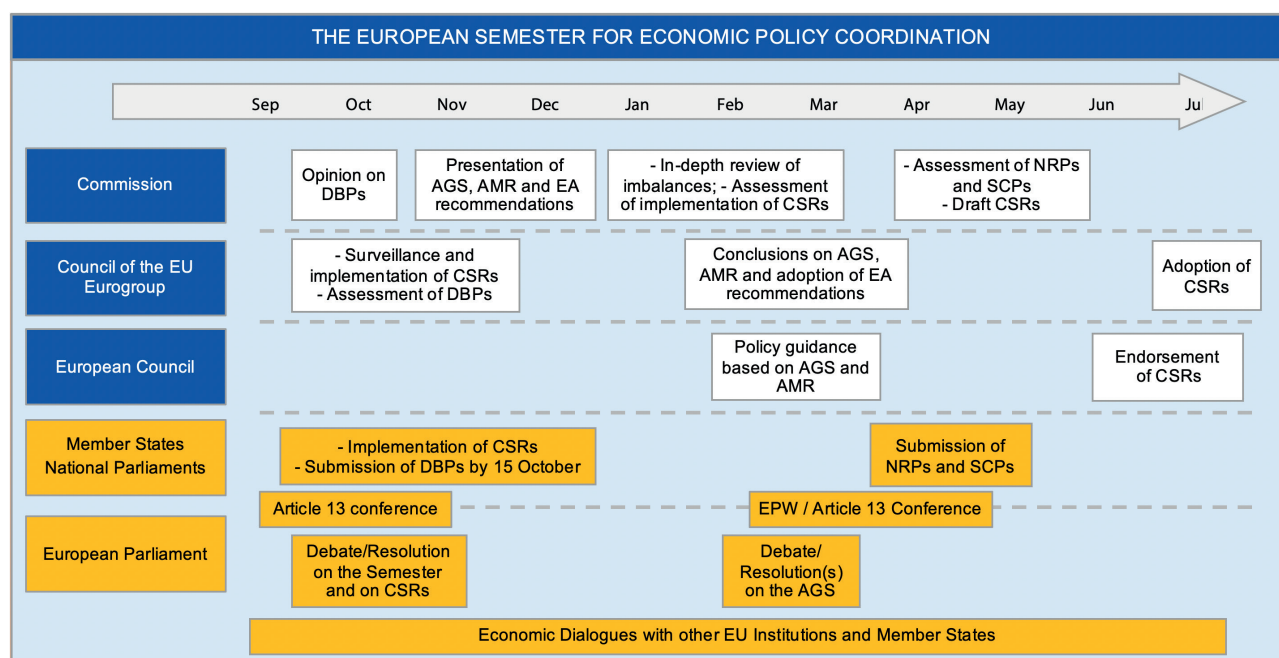 THE EUROPEAN SEMESTER FOR ECONOMIC POLICY COORDINATION
Sep Oct Nov Dec Jan Feb Mar Apr May Jun Jul
Commission
Opinion on
DBPs
Presentation of
AGS, AMR and EA
recommendations
- In-depth review of
imbalances; - Assessment
of implementation of CSRs
- Assessment of NRPs
and SCPs
- Draft CSRs
Council of the EU
Eurogroup
- Surveillance and
implementation of CSRs
- Assessment of DBPs
Conclusions on AGS,
AMR and adoption of EA
recommendations
Adoption of
CSRs
European Council
Policy guidance
based on AGS and
AMR
Endorsement
of CSRs
Member States
National Parliaments
- Implementation of CSRs
- Submission of DBPs by 15 October
Submission of
NRPs and SCPs
Article 13 conference
EPW / Article 13 Conference
European Parliament
Debate/Resolution
on the Semester
and on CSRs
Debate/
Resolution(s)
on the AGS
Economic Dialogues with other EU Institutions and Member States